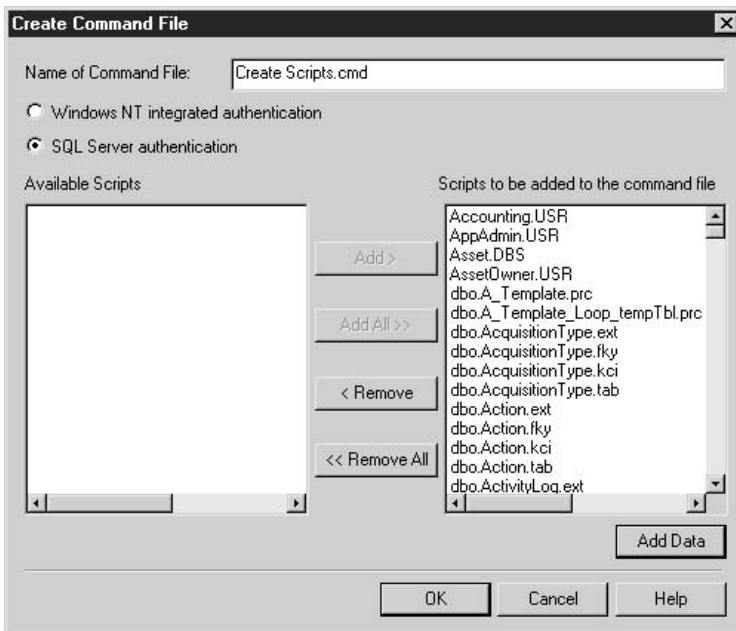 Create Command File
Name of Command File: Create Scripts.cmd
Windows NT integrated authentication
SQL Server authentication
Available Scripts
Scripts to be added to the command file
Add >
Add All >>
< Remove
<< Remove All
Accounting.USR
AppAdmin.USR
Asset.DBS
AssetOwner.USR
dbo.A_Template.prc
dbo.A_Template_Loop_tempTbl.prc
dbo.AcquisitionType.ext
dbo.AcquisitionType.fky
dbo.AcquisitionType.kci
dbo.AcquisitionType.tab
dbo.Action.ext
dbo.Action.fky
dbo.Action.kci
dbo.Action.tab
dbo.ActivityLog.ext
Add Data
OK Cancel Help